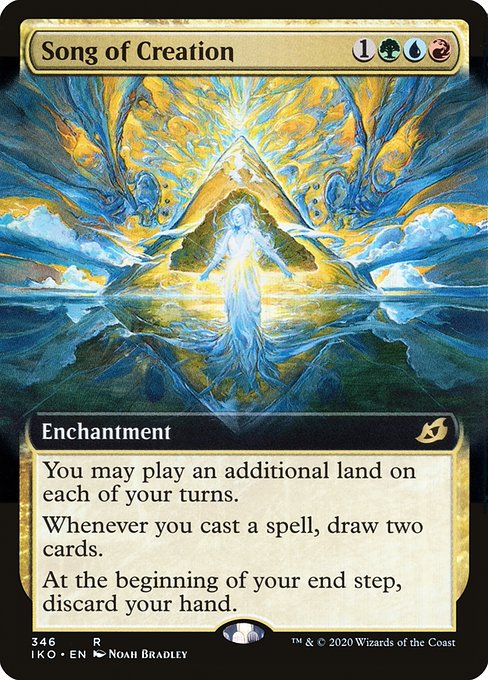 Song of Creation 1
Enchantment
You may play an additional land on
each of your turns.
Whenever you cast a spell, draw two
cards.
At the beginning of your end step,
discard your hand.
346 R
IKO • EN Noah Bradley
™ & © 2020 Wizards of the Coast